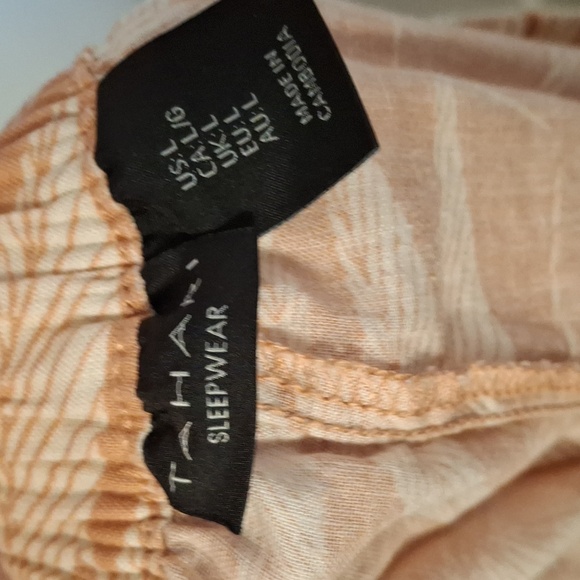 TAHARI
SLEEPWEAR
US:L
CA:L/G
UK:L
EU:L
AU:L
MADE IN
CAMBODIA